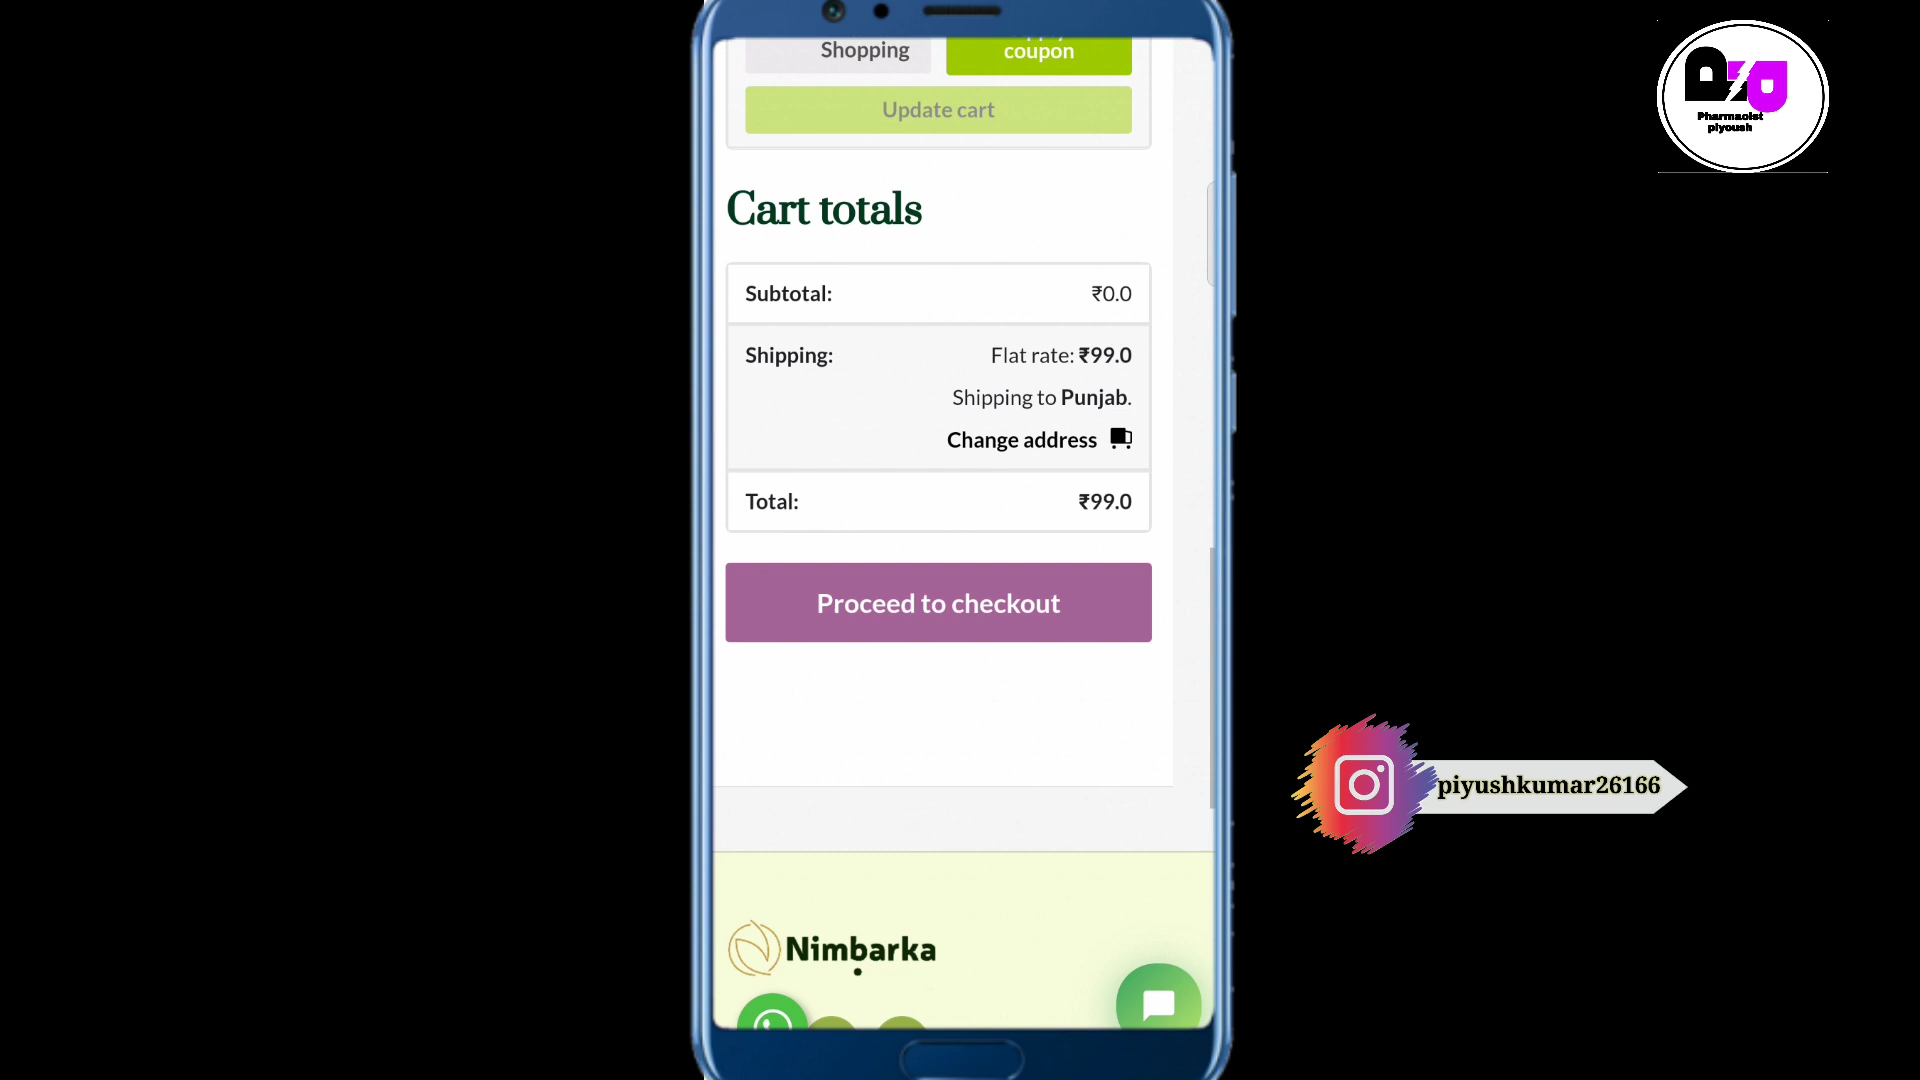 Shopping
coupon
Update cart
Cart totals
Subtotal: ₹0.0
Shipping: Flat rate: ₹99.0
Shipping to Punjab.
Change address
Total: ₹99.0
Proceed to checkout
Nimbarka
Pharmacist
piyoush
piyushkumar26166